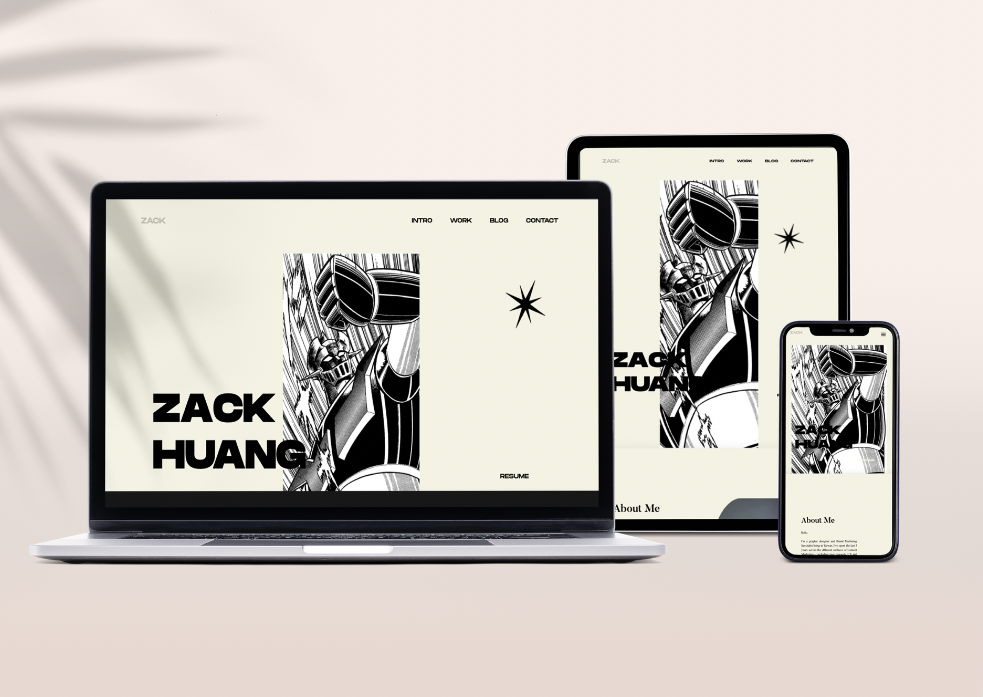 ZACK
INTRO WORK BLOG CONTACT
ZACK
HUANG
RESUME
ZACK
INTRO WORK BLOG CONTACT
ZACK
HUANG
About Me
ZACK
HUANG
About Me
Hello,